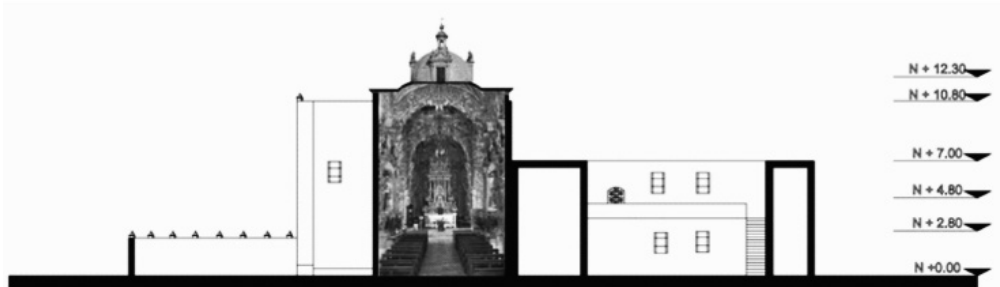 N + 12.30
N + 10.80
N + 7.00
N + 4.80
N + 2.80
N +0.00